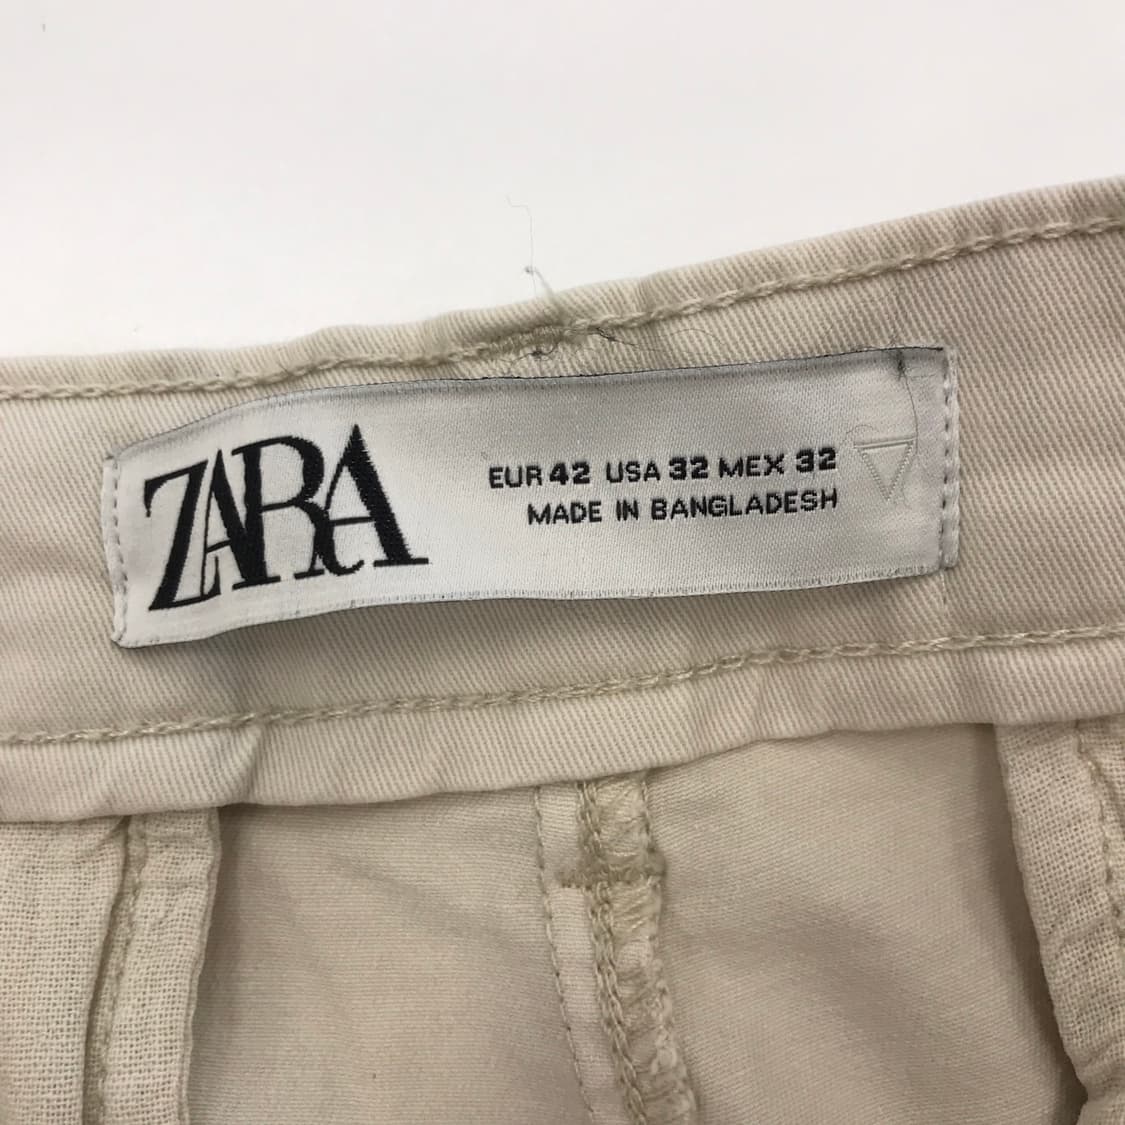 ZARA
EUR 42 USA 32 MEX 32
MADE IN BANGLADESH